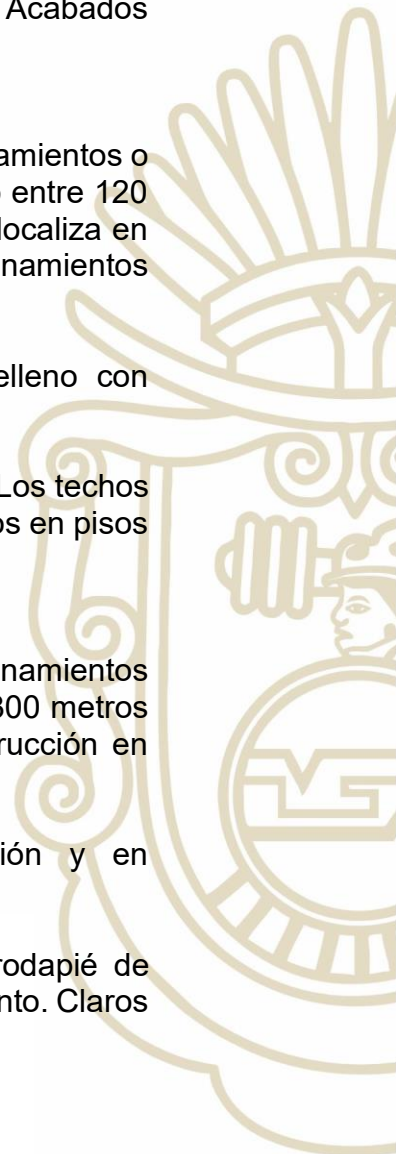 Acabados
amientos o
entre 120
localiza en
namientos
elleno con
Los techos
os en pisos
namientos
300 metros
rucción en
ión y en
rodapié de
nto. Claros